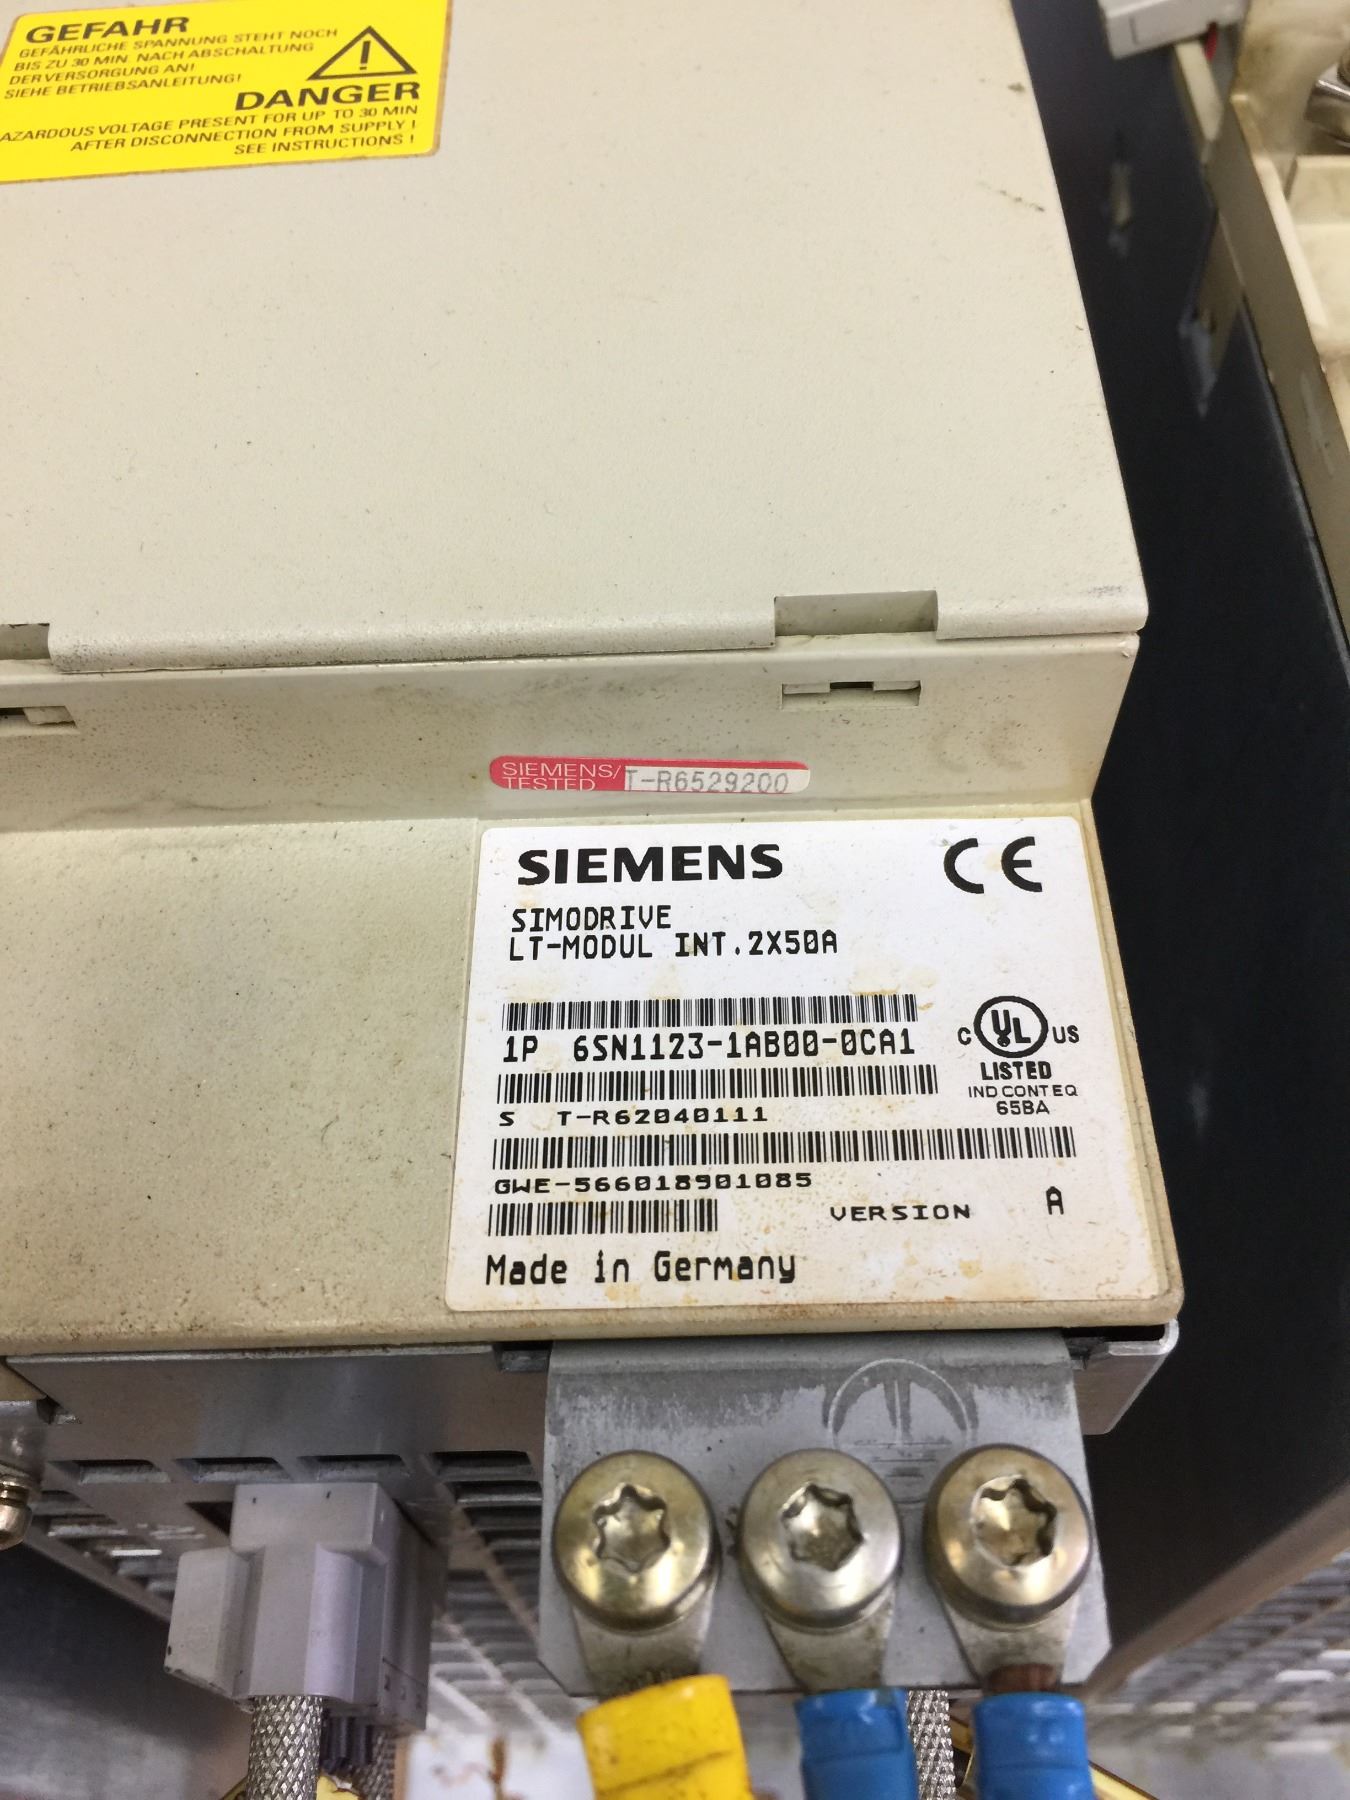 GEFAHR
GEFÄHRLICHE SPANNUNG STEHT NOCH
BIS ZU 30 MIN. NACH ABSCHALTUNG
DER VERSORGUNG AN!
SIEHE BETRIEBSANLEITUNG!
DANGER
AZARDOUS VOLTAGE PRESENT FOR UP TO 30 MIN
AFTER DISCONNECTION FROM SUPPLY !
SEE INSTRUCTIONS !
SIEMENS/
TESTED T-R6529200
SIEMENS CE
SIMODRIVE
LT-MODUL INT.2X50A
1P 6SN1123-1AB00-0CA1
C UL US
LISTED
IND CONT EQ
65BA
S T-R62040111
GWE-566018901085
VERSION A
Made in Germany